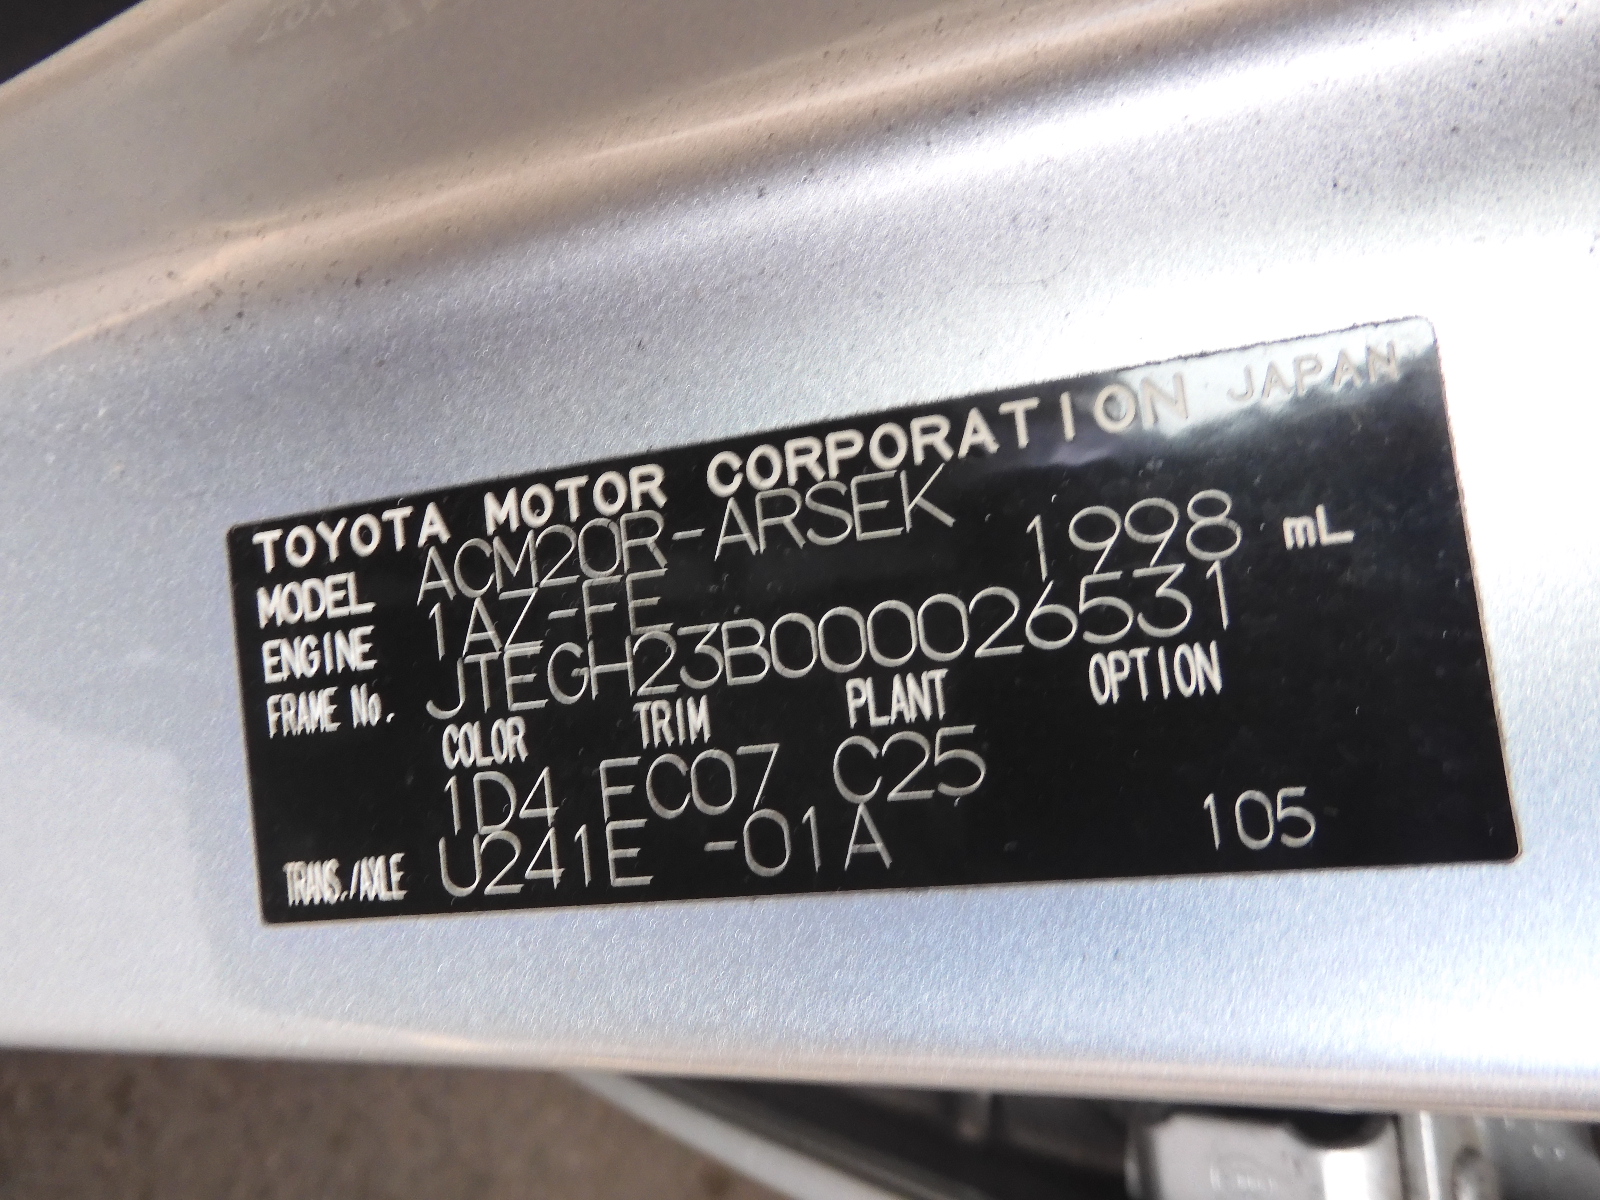 TOYOTA MOTOR CORPORATION JAPAN
MODEL ACM20R-ARSEK
ENGINE 1AZ-FE 1998 mL
FRAME No. JTEGH23B000026531
COLOR TRIM PLANT OPTION
1D4 FC07 C25
TRANS./AXLE U241E -01A 105